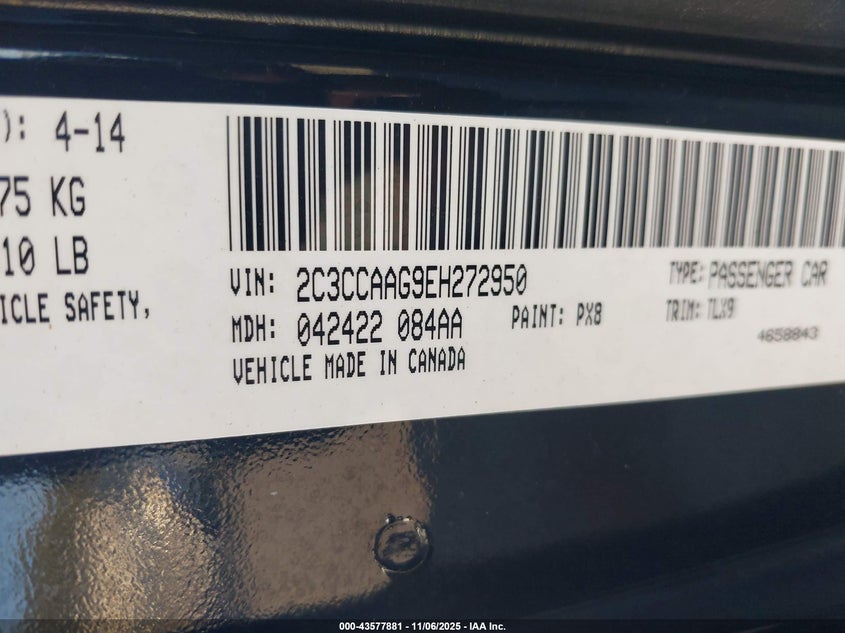 ): 4-14
75 KG
10 LB
ICLE SAFETY,
VIN: 2C3CCAAG9EH272950
TYPE: PASSENGER CAR
MDH: 042422 084AA
PAINT: PX8
TRIM: TLX9
4658843
VEHICLE MADE IN CANADA
000-43577881 - 11/06/2025 - IAA Inc.